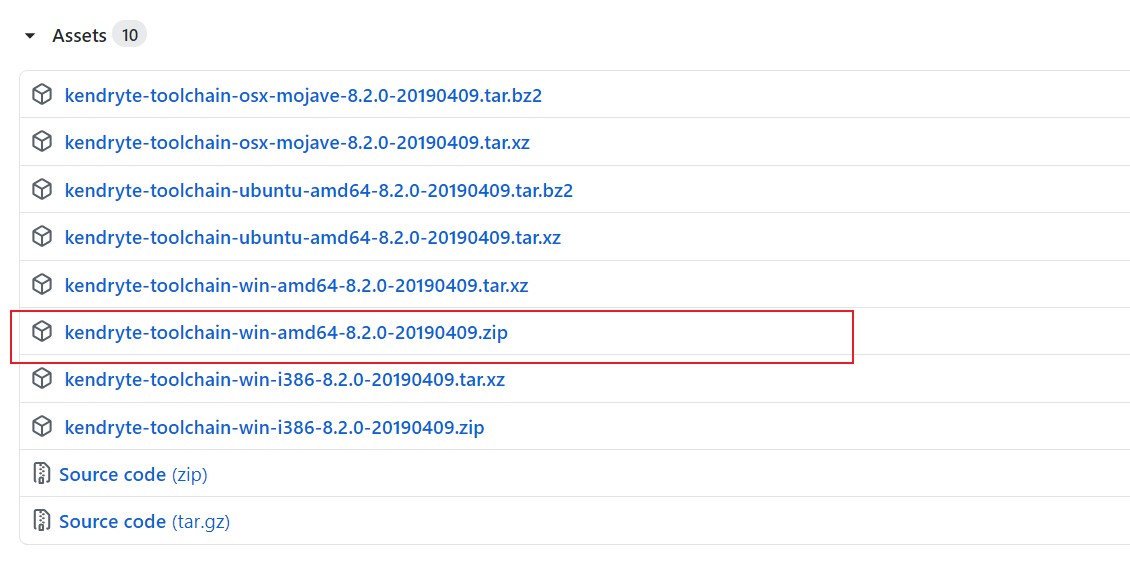 Assets 10
kendryte-toolchain-osx-mojave-8.2.0-20190409.tar.bz2
kendryte-toolchain-osx-mojave-8.2.0-20190409.tar.xz
kendryte-toolchain-ubuntu-amd64-8.2.0-20190409.tar.bz2
kendryte-toolchain-ubuntu-amd64-8.2.0-20190409.tar.xz
kendryte-toolchain-win-amd64-8.2.0-20190409.tar.xz
kendryte-toolchain-win-amd64-8.2.0-20190409.zip
kendryte-toolchain-win-i386-8.2.0-20190409.tar.xz
kendryte-toolchain-win-i386-8.2.0-20190409.zip
Source code (zip)
Source code (tar.gz)